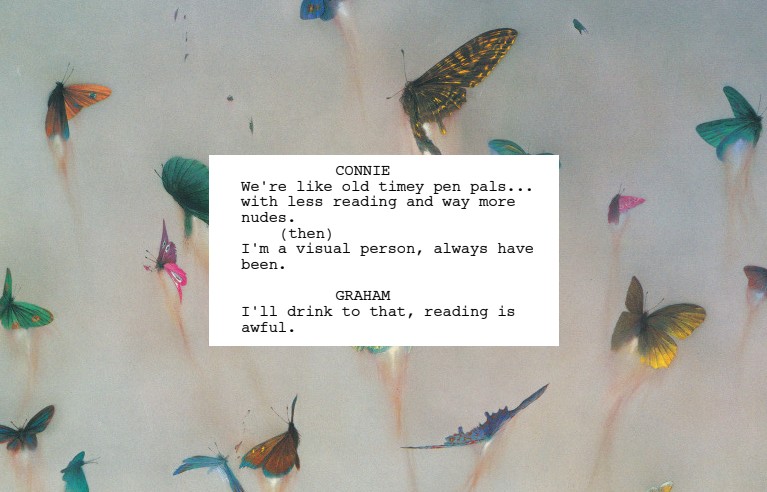 CONNIE
We're like old timey pen pals...
with less reading and way more
nudes.
(then)
I'm a visual person, always have
been.
GRAHAM
I'll drink to that, reading is
awful.